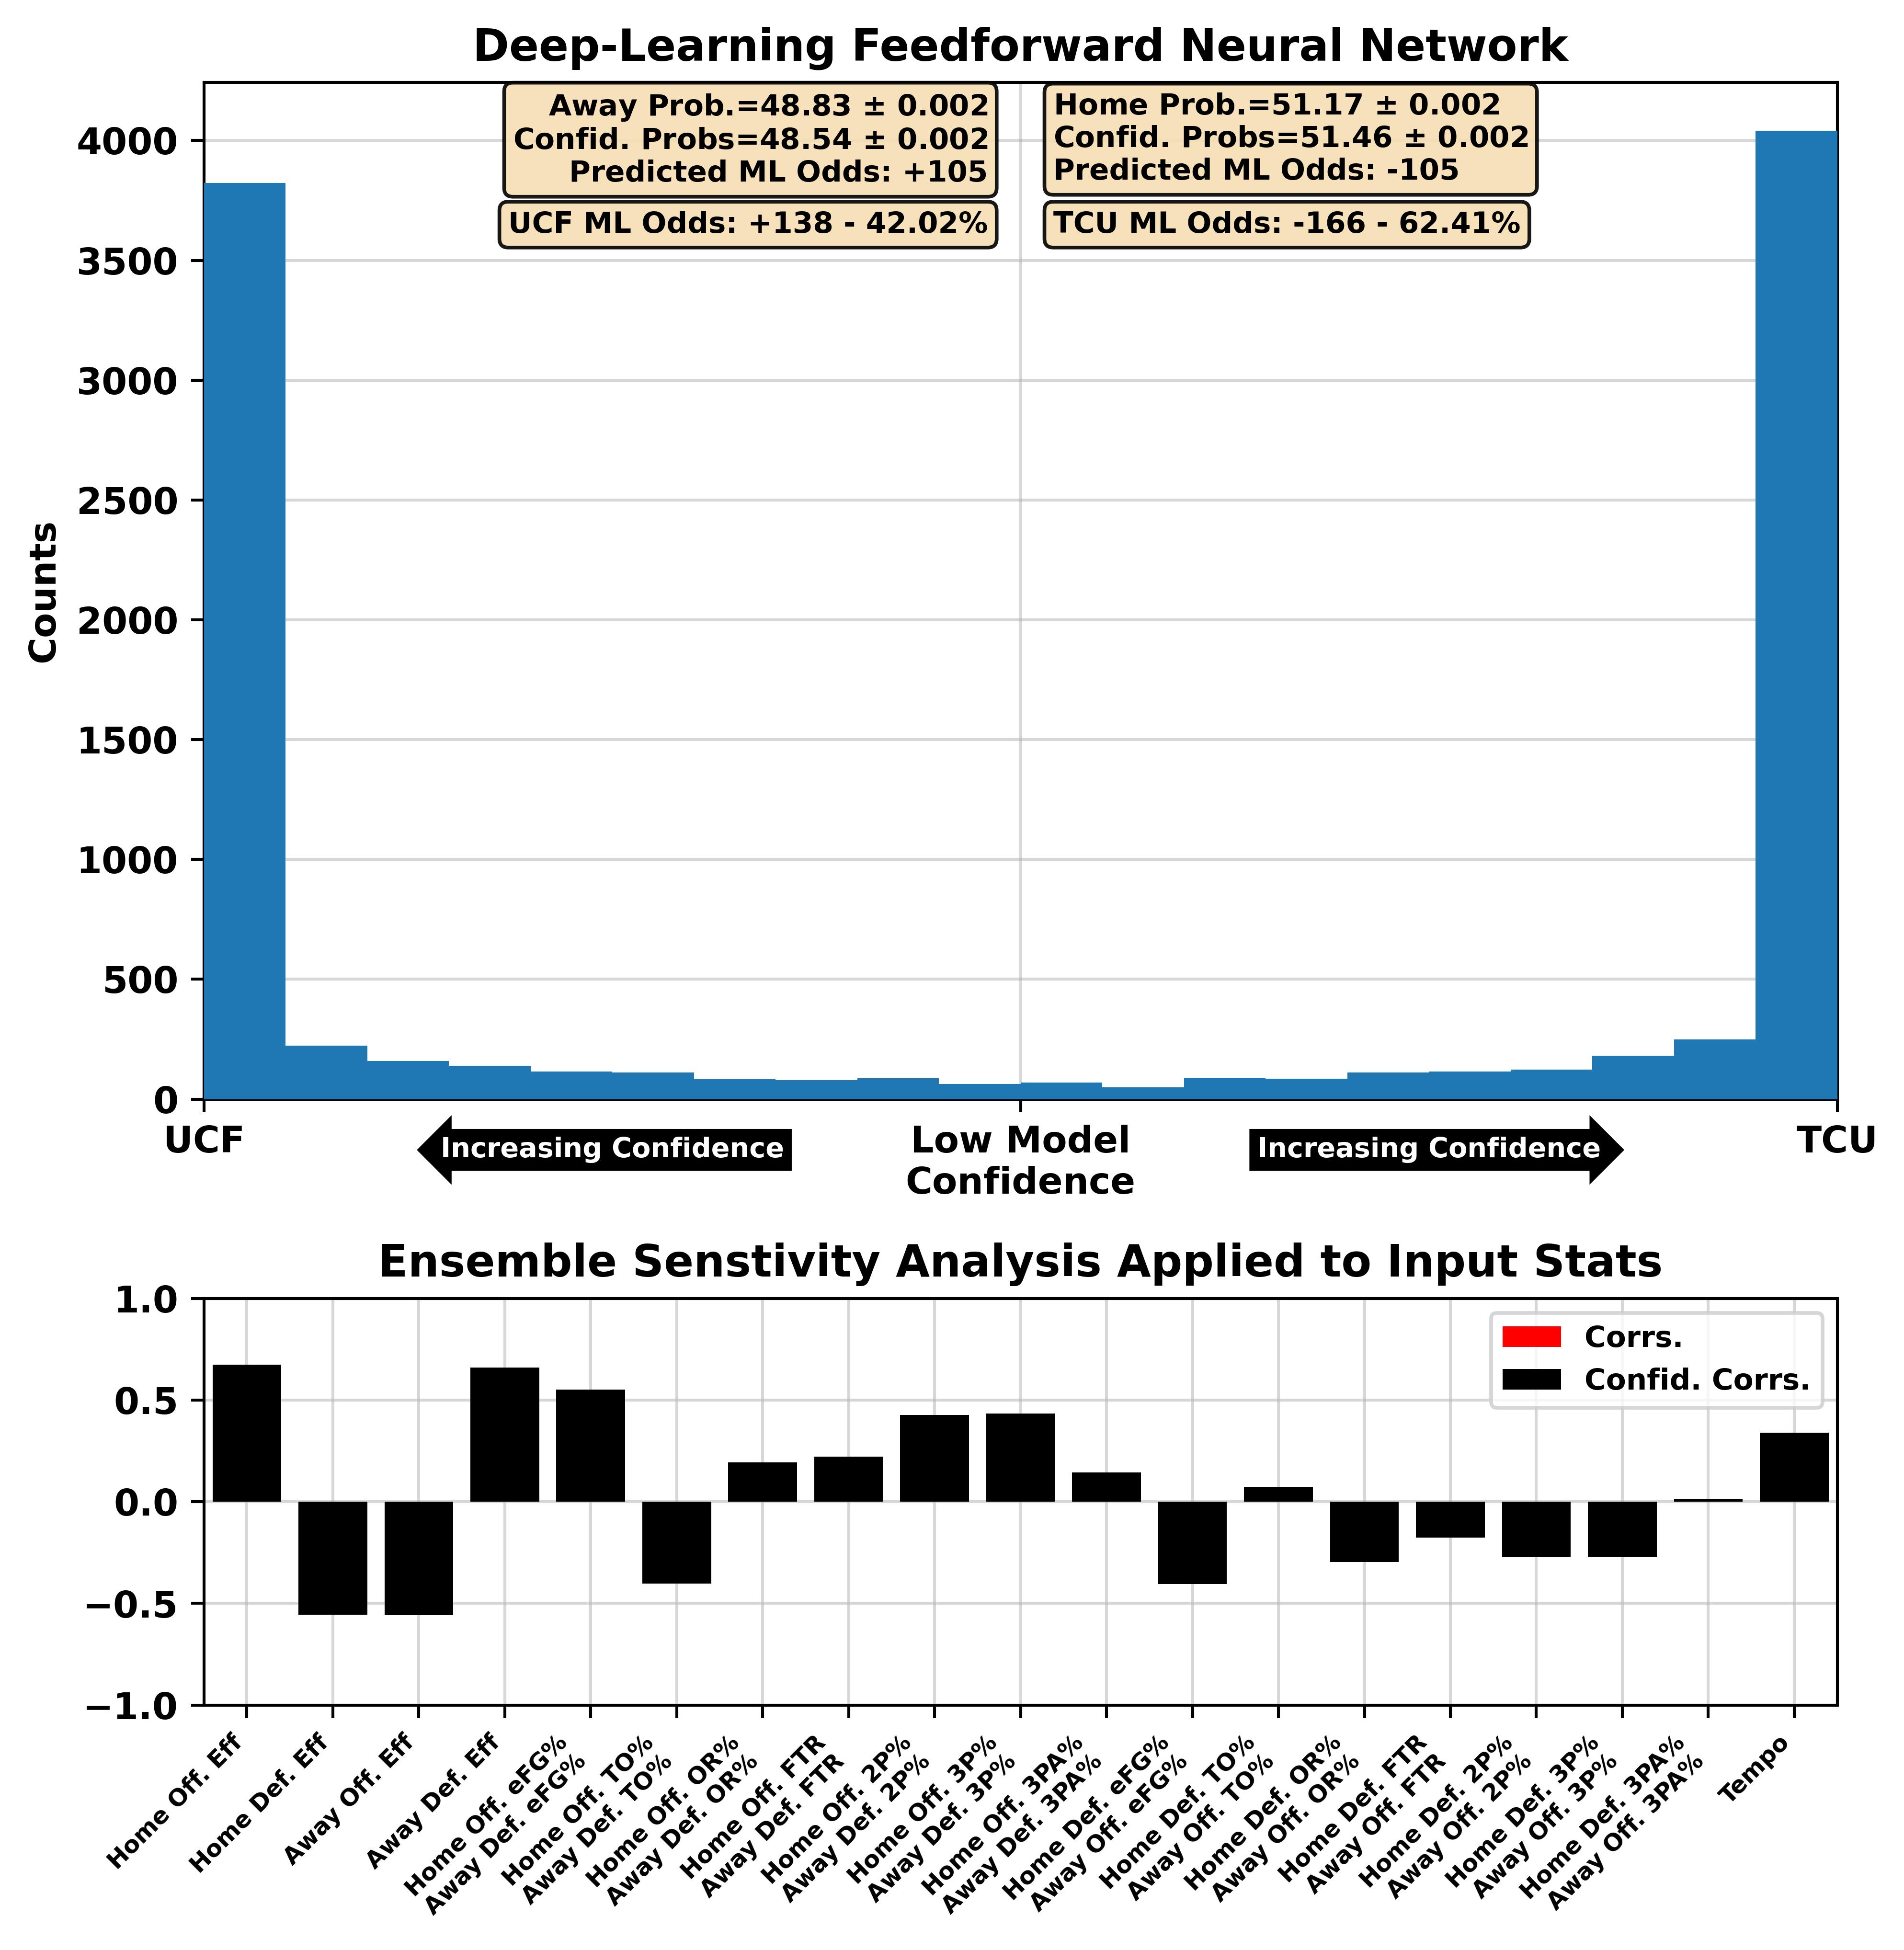 Deep-Learning Feedforward Neural Network
Away Prob.=48.83 ± 0.002
Confid. Probs=48.54 ± 0.002
Predicted ML Odds: +105
UCF ML Odds: +138 - 42.02%
Home Prob.=51.17 ± 0.002
Confid. Probs=51.46 ± 0.002
Predicted ML Odds: -105
TCU ML Odds: -166 - 62.41%
Counts
4000
3500
3000
2500
2000
1500
1000
500
0
UCF
Increasing Confidence
Low Model
Confidence
Increasing Confidence
TCU
Ensemble Senstivity Analysis Applied to Input Stats
1.0
0.5
0.0
−0.5
−1.0
Corrs.
Confid. Corrs.
Home Off. Eff
Home Def. Eff
Away Off. Eff
Away Def. Eff
Home Off. eFG%
Away Def. eFG%
Home Off. TO%
Away Def. TO%
Home Off. OR%
Away Def. OR%
Home Off. FTR
Away Def. FTR
Home Off. 2P%
Away Def. 2P%
Home Off. 3P%
Away Def. 3P%
Home Off. 3PA%
Away Def. 3PA%
Home Def. eFG%
Away Off. eFG%
Home Def. TO%
Away Off. TO%
Home Def. OR%
Away Off. OR%
Home Def. FTR
Away Off. FTR
Home Def. 2P%
Away Off. 2P%
Home Def. 3P%
Away Off. 3P%
Home Def. 3PA%
Away Off. 3PA%
Tempo